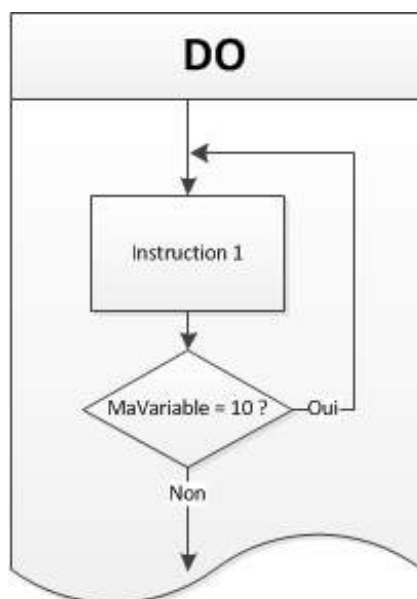 DO
Instruction 1
MaVariable = 10 ?
Oui
Non